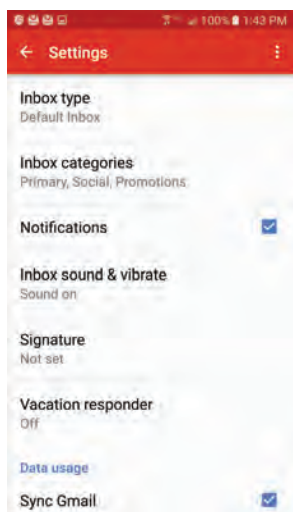 100% 1:43 PM
Settings
Inbox type
Default Inbox
Inbox categories
Primary, Social, Promotions
Notifications
Inbox sound & vibrate
Sound on
Signature
Not set
Vacation responder
Off
Data usage
Sync Gmail